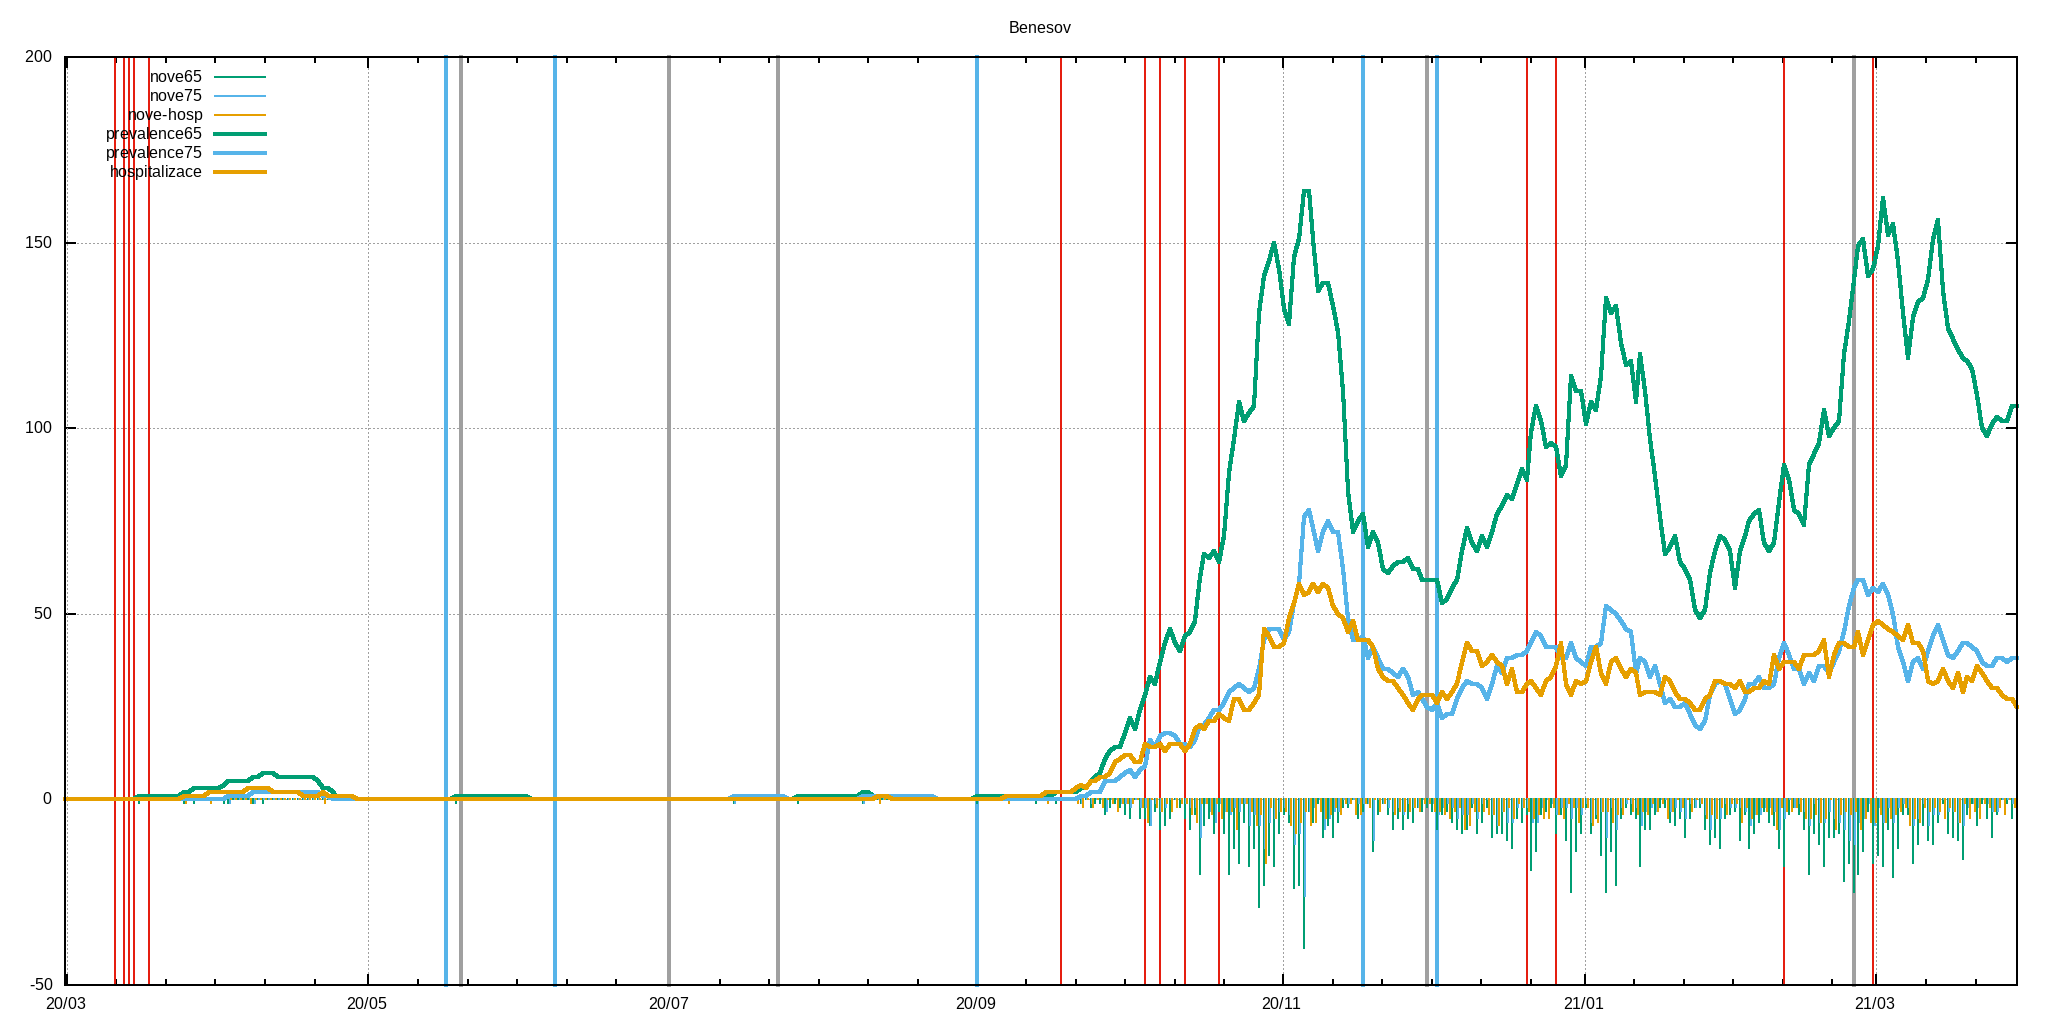 Benesov
200
nove65
nove75
nove-hosp
prevalence65
prevalence75
hospitalizace
150
100
50
0
-50
20/03 20/05 20/07 20/09 20/11 21/01 21/03